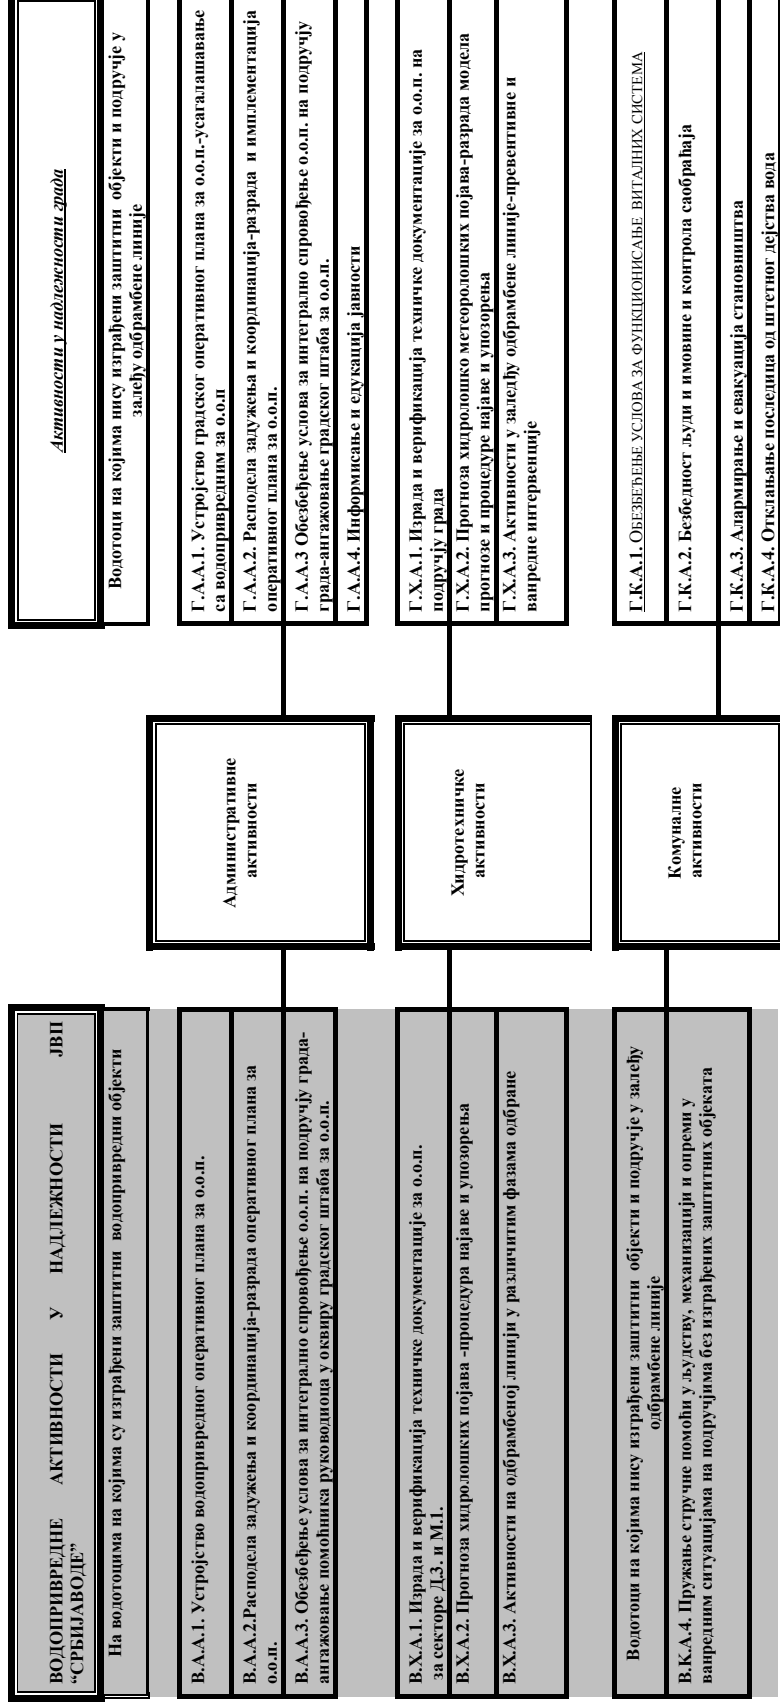 ВОДОПРИВРЕДНЕ АКТИВНОСТИ У НАДЛЕЖНОСТИ ЈВП
“СРБИЈАВОДЕ”
На водотоцима на којима су изграђени заштитни водопривредни објекти
В.А.А.1. Устројство водопривредног оперативног плана за о.о.п.
В.А.А.2.Расподела задужења и координација-разрада оперативног плана за
о.о.п.
В.А.А.3. Обезбеђење услова за интегрално спровођење о.о.п. на подручју града-
ангажовање помоћника руководиоца у оквиру градског штаба за о.о.п.
В.Х.А.1. Израда и верификација техничке документације за о.о.п.
за секторе Д.3. и М.1.
В.Х.А.2. Прогноза хидролошких појава -процедура најаве и упозорења
В.Х.А.3. Активности на одбрамбеној линији у различитим фазама одбране
Водотоци на којима нису изграђени заштитни објекти и подручје у залеђу
одбрамбене линије
В.К.А.4. Пружање стручне помоћи у људству, механизацији и опреми у
ванредним ситуацијама на подручјима без изграђених заштитних објеката
Административне
активности
Хидротехничке
активности
Комуналне
активности
Активности у надлежности града
Водотоци на којима нису изграђени заштитни објекти и подручје у
залеђу одбрамбене линије
Г.А.А.1. Устројство градског оперативног плана за о.о.п.-усагалашавање
са водопривредним за о.о.п
Г.А.А.2. Расподела задужења и координација-разрада и имплементација
оперативног плана за о.о.п.
Г.А.А.3 Обезбеђење услова за интегрално спровођење о.о.п. на подручју
града-ангажовање градског штаба за о.о.п.
Г.А.А.4. Информисање и едукација јавности
Г.Х.А.1. Израда и верификација техничке документације за о.о.п. на
подручју града
Г.Х.А.2. Прогноза хидролошко метеоролошких појава-разрада модела
прогнозе и процедуре најаве и упозорења
Г.Х.А.3. Активности у заледђу одбрамбене линије-превентивне и
ванредне интервенције
Г.К.А.1. ОБЕЗБЕЂЕЊЕ УСЛОВА ЗА ФУНКЦИОНИСАЊЕ ВИТАЛНИХ СИСТЕМА
Г.К.А.2. Безбедност људи и имовине и контрола саобраћаја
Г.К.А.3. Алармирање и евакуација становништва
Г.К.А.4. Отклањање последица од штетног дејства вода